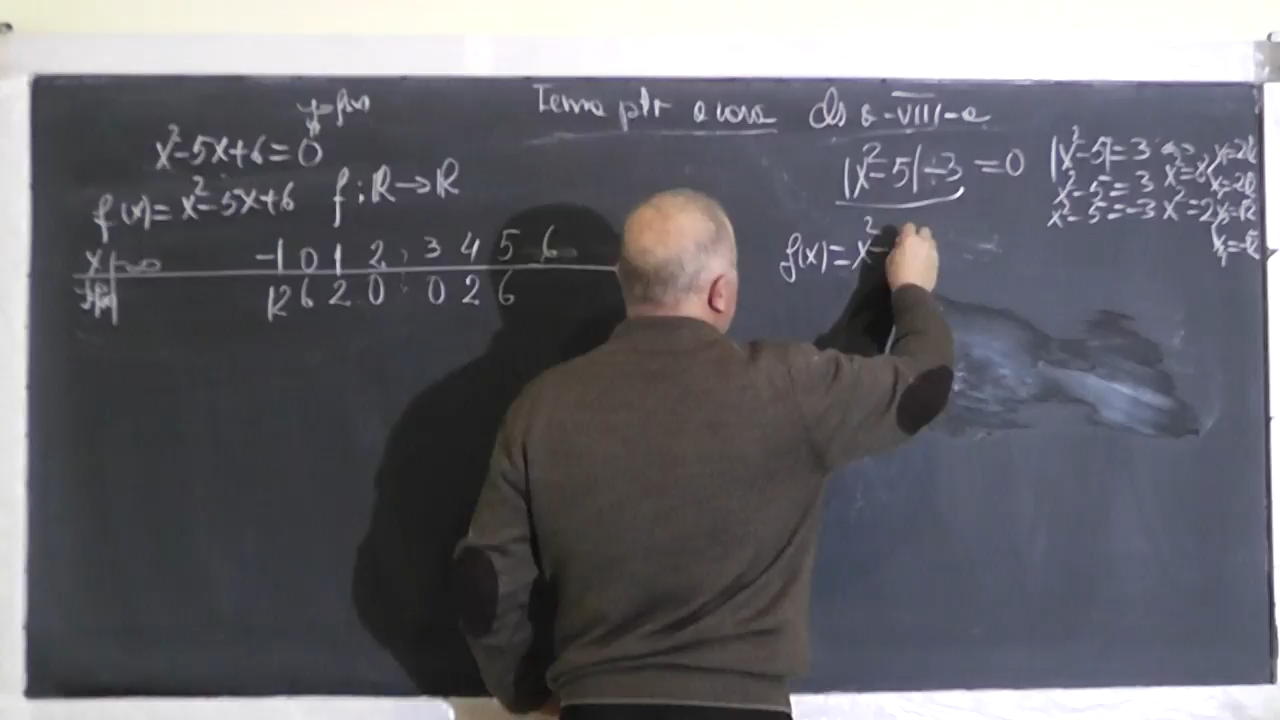 Tema ptr acasa cls a-VIII-a
y=f(x)
x²-5x+6=0
f(x)=x²-5x+6 f:R→R
x -∞ -1 0 1 2 3 4 5 6
f(x) 12 6 2 0 0 2 6
|x²-5|-3=0
f(x)=x²-
|x²-5|=3
x²-5=3 x²=8
x²-5=-3 x²=2